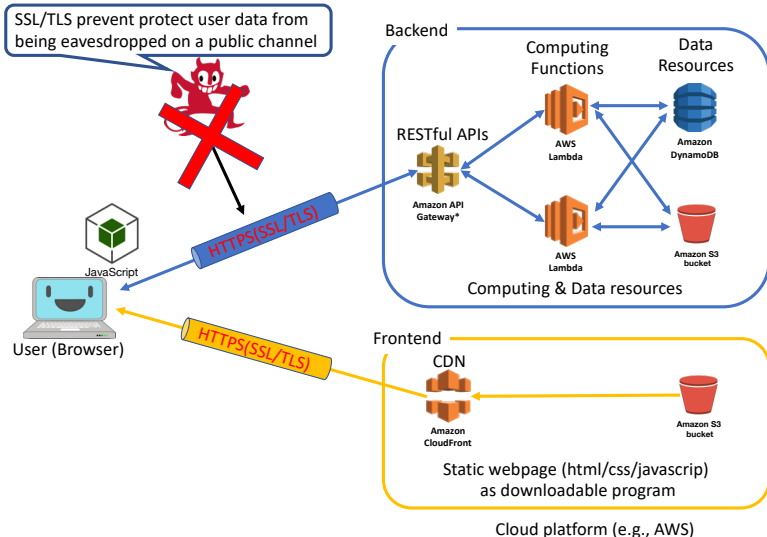 SSL/TLS prevent protect user data from
being eavesdropped on a public channel
Backend
Computing
Functions
Data
Resources
RESTful APIs
AWS
Lambda
Amazon
DynamoDB
Amazon API
Gateway*
HTTPS(SSL/TLS)
AWS
Lambda
Amazon S3
bucket
JavaScript
Computing & Data resources
User (Browser)
HTTPS(SSL/TLS)
Frontend
CDN
Amazon
CloudFront
Amazon S3
bucket
Static webpage (html/css/javascrip)
as downloadable program
Cloud platform (e.g., AWS)